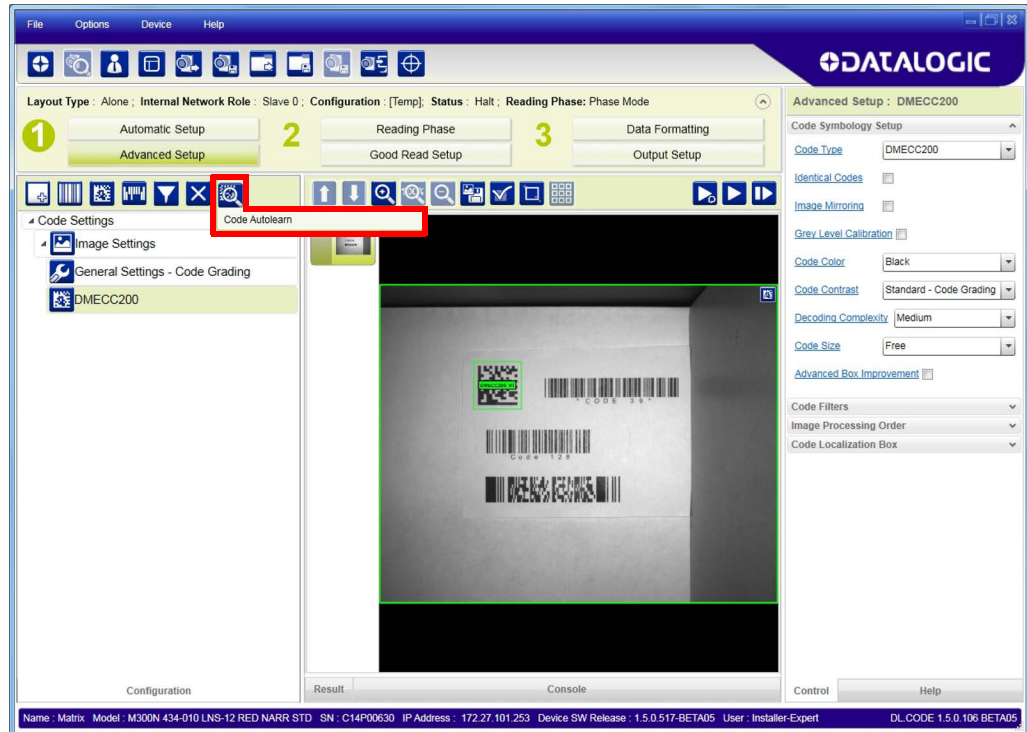 File Options Device Help
DATALOGIC
Layout Type : Alone ; Internal Network Role : Slave 0 ; Configuration : [Temp]; Status : Halt ; Reading Phase: Phase Mode
1 Automatic Setup
Advanced Setup
2 Reading Phase
Good Read Setup
3 Data Formatting
Output Setup
Code Autolearn
Code Settings
Image Settings
General Settings - Code Grading
DMECC200
Configuration
DMECC200 #1
*CODE 39*
Code 128
Result Console
Advanced Setup : DMECC200
Code Symbology Setup
Code Type DMECC200
Identical Codes
Image Mirroring
Grey Level Calibration
Code Color Black
Code Contrast Standard - Code Grading
Decoding Complexity Medium
Code Size Free
Advanced Box Improvement
Code Filters
Image Processing Order
Code Localization Box
Control Help
Name : Matrix Model : M300N 434-010 LNS-12 RED NARR STD SN : C14P00630 IP Address : 172.27.101.253 Device SW Release : 1.5.0.517-BETA05 User : Installer-Expert DL.CODE 1.5.0.106 BETA05